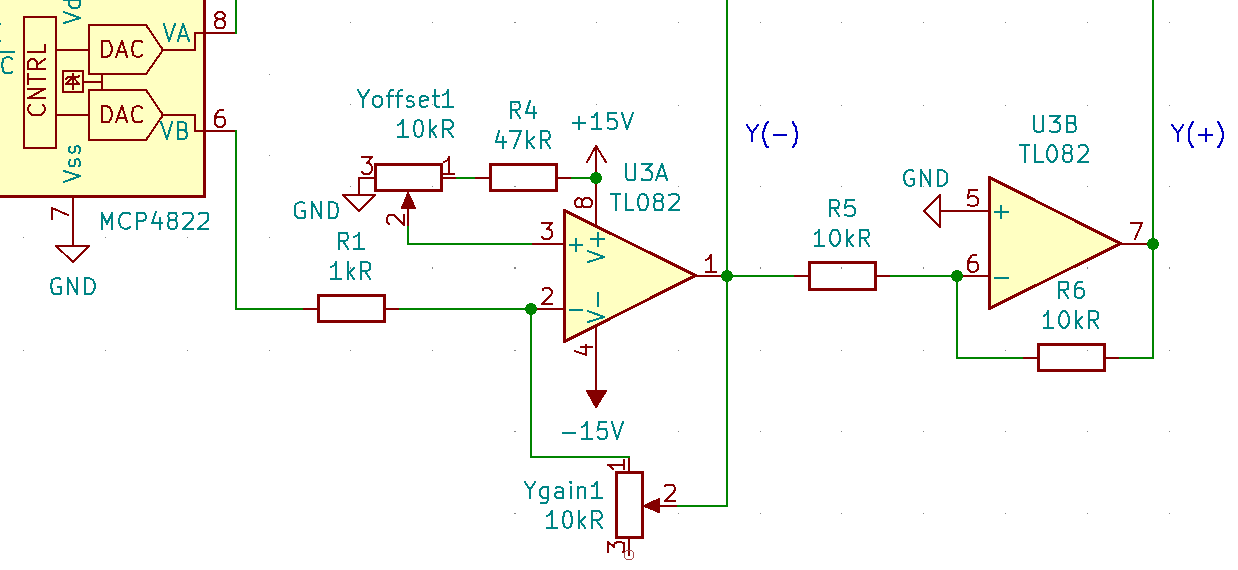 Vd
8
VA
DAC
C
CNTRL
DAC
6
VB
Vss
7
MCP4822
GND
Yoffset1
10kR
R4
47kR
+15V
3
1
GND
2
8
U3A
TL082
R1
1kR
3
+
V+
2
−
V−
1
4
−15V
Ygain1
10kR
1
2
3
Y(−)
R5
10kR
GND
U3B
TL082
5
+
6
−
7
R6
10kR
Y(+)